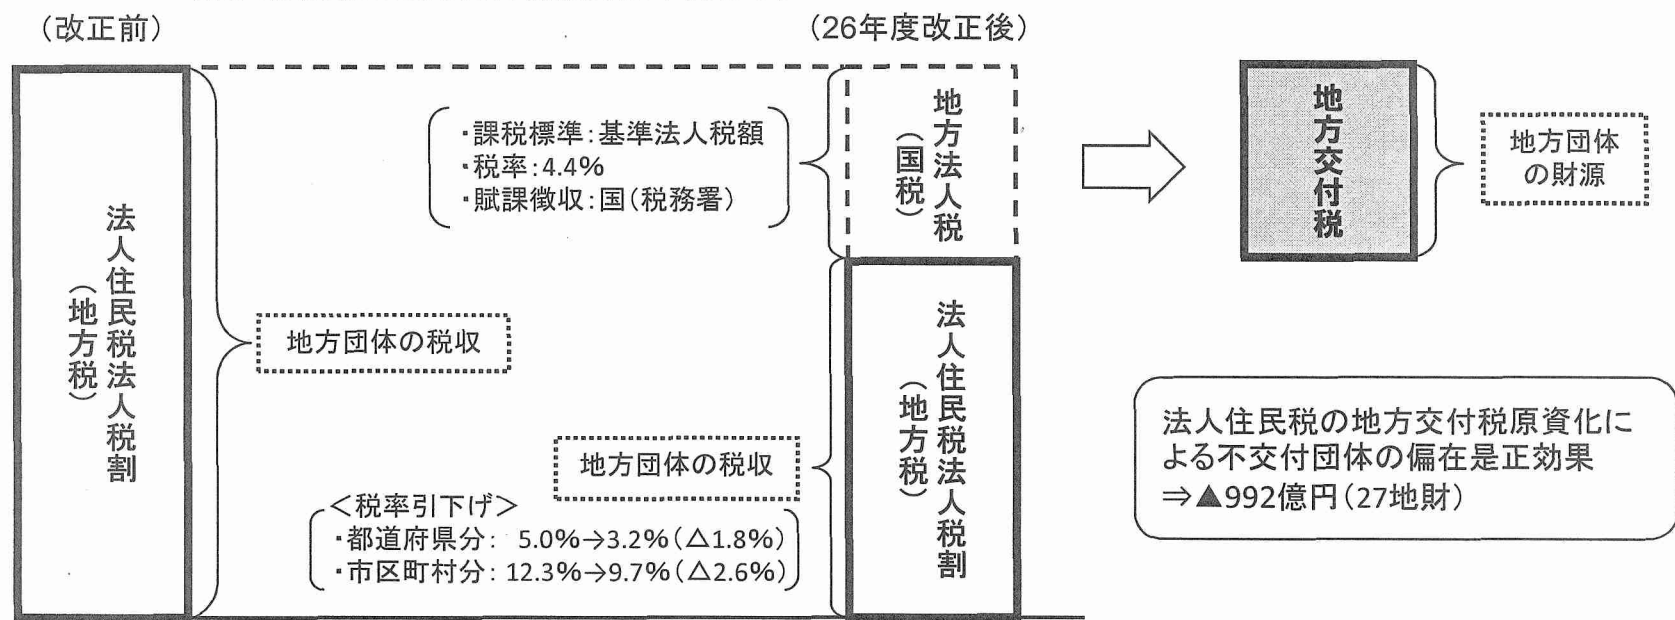 （改正前）
（26年度改正後）
法人住民税法人税割
（地方税）
地方団体の税収
・課税標準：基準法人税額
・税率：4.4%
・賦課徴収：国（税務署）
地方法人税
（国税）
地方交付税
地方団体
の財源
地方団体の税収
＜税率引下げ＞
・都道府県分： 5.0%→3.2%（△1.8%）
・市区町村分：12.3%→9.7%（△2.6%）
法人住民税法人税割
（地方税）
法人住民税の地方交付税原資化に
よる不交付団体の偏在是正効果
⇒▲992億円（27地財）